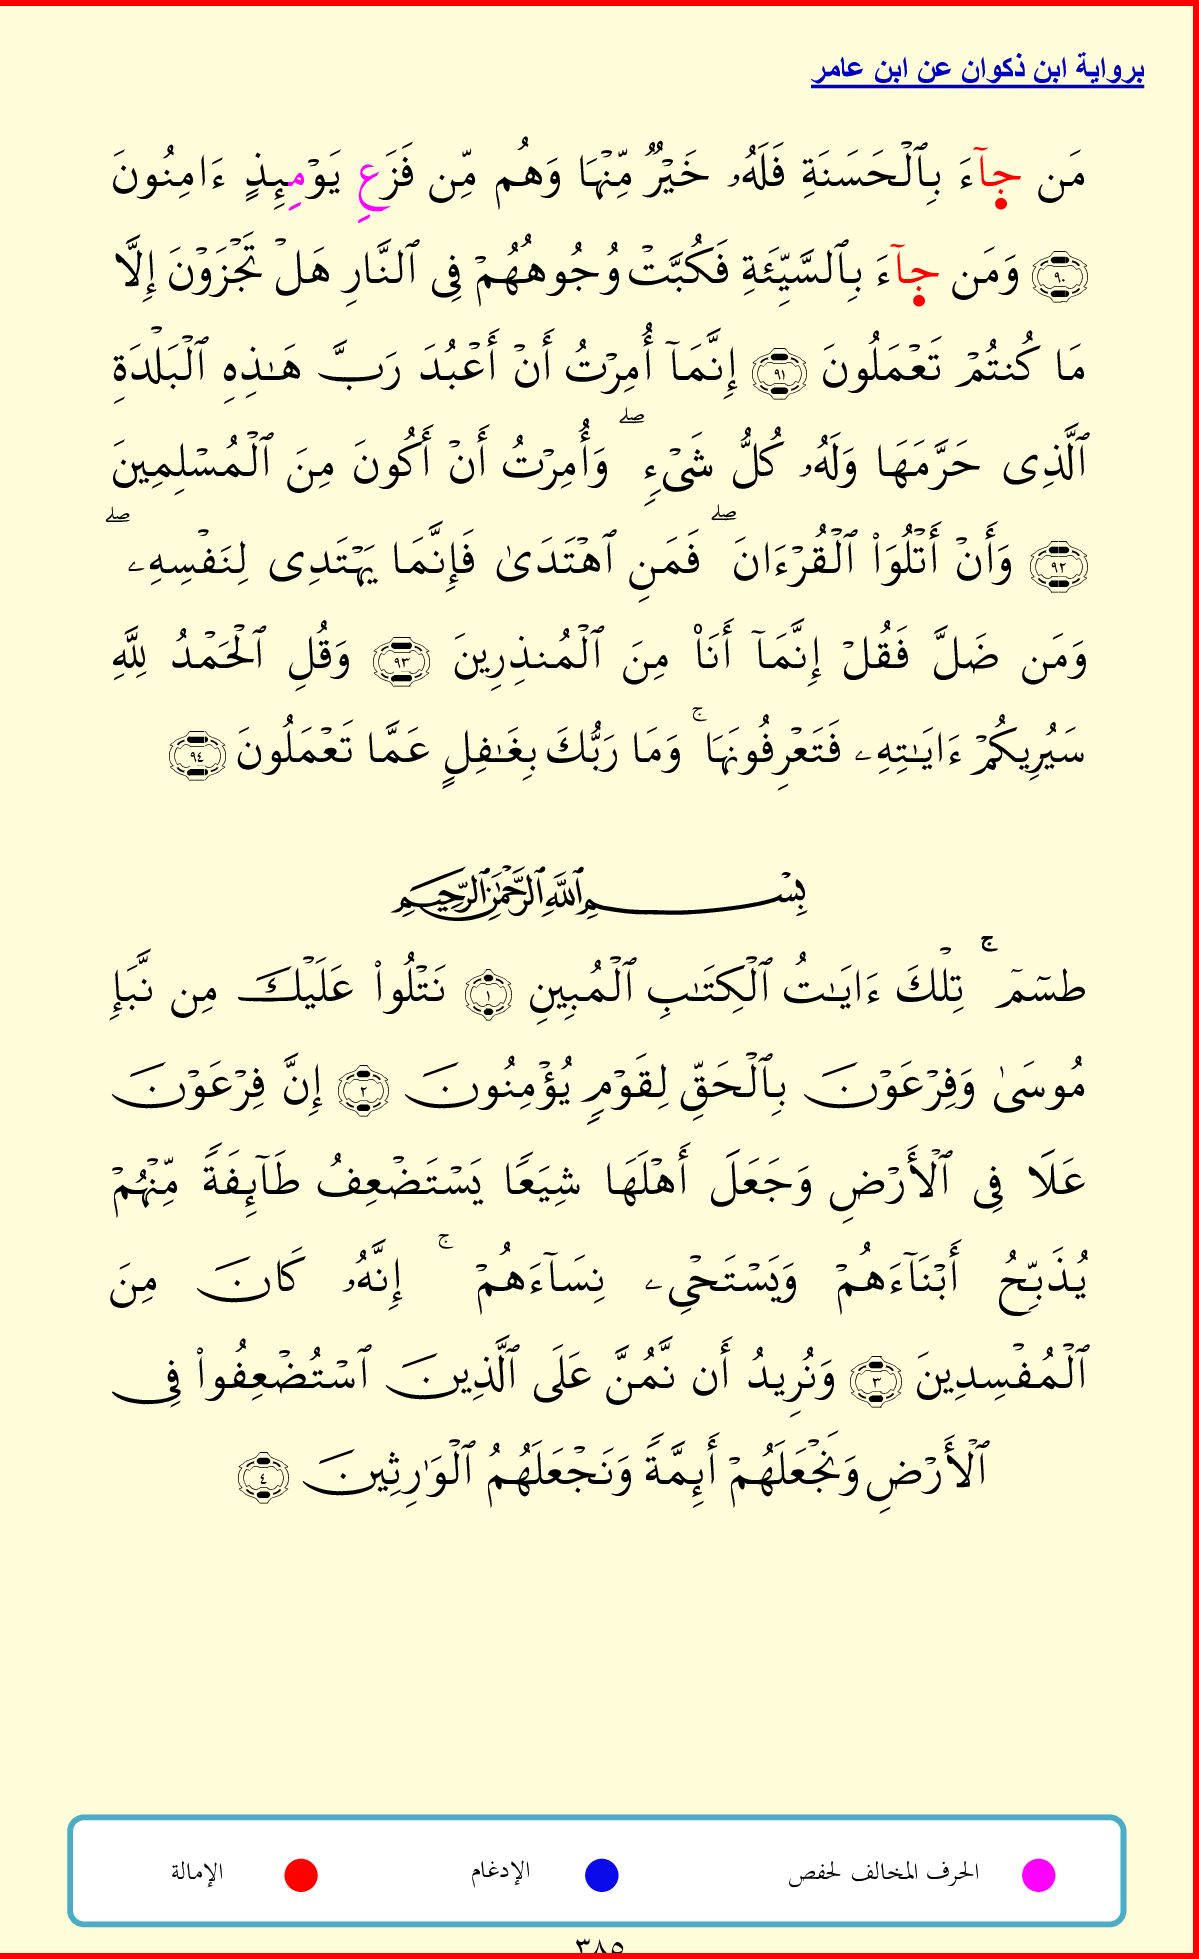 برواية ابن ذكوان عن ابن عامر
مَن جِآءَ بِٱلْحَسَنَةِ فَلَهُۥ خَيْرٌ مِّنْهَا وَهُم مِّن فَزَعِ يَوْمِئِذٍ ءَامِنُونَ
٩٠ وَمَن جِآءَ بِٱلسَّيِّئَةِ فَكُبَّتْ وُجُوهُهُمْ فِى ٱلنَّارِ هَلْ تُجْزَوْنَ إِلَّا
مَا كُنتُمْ تَعْمَلُونَ ٩١ إِنَّمَآ أُمِرْتُ أَنْ أَعْبُدَ رَبَّ هَـٰذِهِ ٱلْبَلْدَةِ
ٱلَّذِى حَرَّمَهَا وَلَهُۥ كُلُّ شَىْءٍ ۖ وَأُمِرْتُ أَنْ أَكُونَ مِنَ ٱلْمُسْلِمِينَ
٩٢ وَأَنْ أَتْلُوَا۟ ٱلْقُرْءَانَ ۖ فَمَنِ ٱهْتَدَىٰ فَإِنَّمَا يَهْتَدِى لِنَفْسِهِۦ ۖ
وَمَن ضَلَّ فَقُلْ إِنَّمَآ أَنَا۠ مِنَ ٱلْمُنذِرِينَ ٩٣ وَقُلِ ٱلْحَمْدُ لِلَّهِ
سَيُرِيكُمْ ءَايَـٰتِهِۦ فَتَعْرِفُونَهَا ۚ وَمَا رَبُّكَ بِغَـٰفِلٍ عَمَّا تَعْمَلُونَ ٩٤
بِسْمِ ٱللَّهِ ٱلرَّحْمَـٰنِ ٱلرَّحِيمِ
طسٓمٓ ۚ تِلْكَ ءَايَـٰتُ ٱلْكِتَـٰبِ ٱلْمُبِينِ ١ نَتْلُوا۟ عَلَيْكَ مِن نَّبَإِ
مُوسَىٰ وَفِرْعَوْنَ بِٱلْحَقِّ لِقَوْمٍ يُؤْمِنُونَ ٢ إِنَّ فِرْعَوْنَ
عَلَا فِى ٱلْأَرْضِ وَجَعَلَ أَهْلَهَا شِيَعًا يَسْتَضْعِفُ طَآئِفَةً مِّنْهُمْ
يُذَبِّحُ أَبْنَآءَهُمْ وَيَسْتَحْىِۦ نِسَآءَهُمْ ۚ إِنَّهُۥ كَانَ مِنَ
ٱلْمُفْسِدِينَ ٣ وَنُرِيدُ أَن نَّمُنَّ عَلَى ٱلَّذِينَ ٱسْتُضْعِفُوا۟ فِى
ٱلْأَرْضِ وَنَجْعَلَهُمْ أَئِمَّةً وَنَجْعَلَهُمُ ٱلْوَٰرِثِينَ ٤
الحرف المخالف لحفص الإدغام الإمالة
٣٨٥